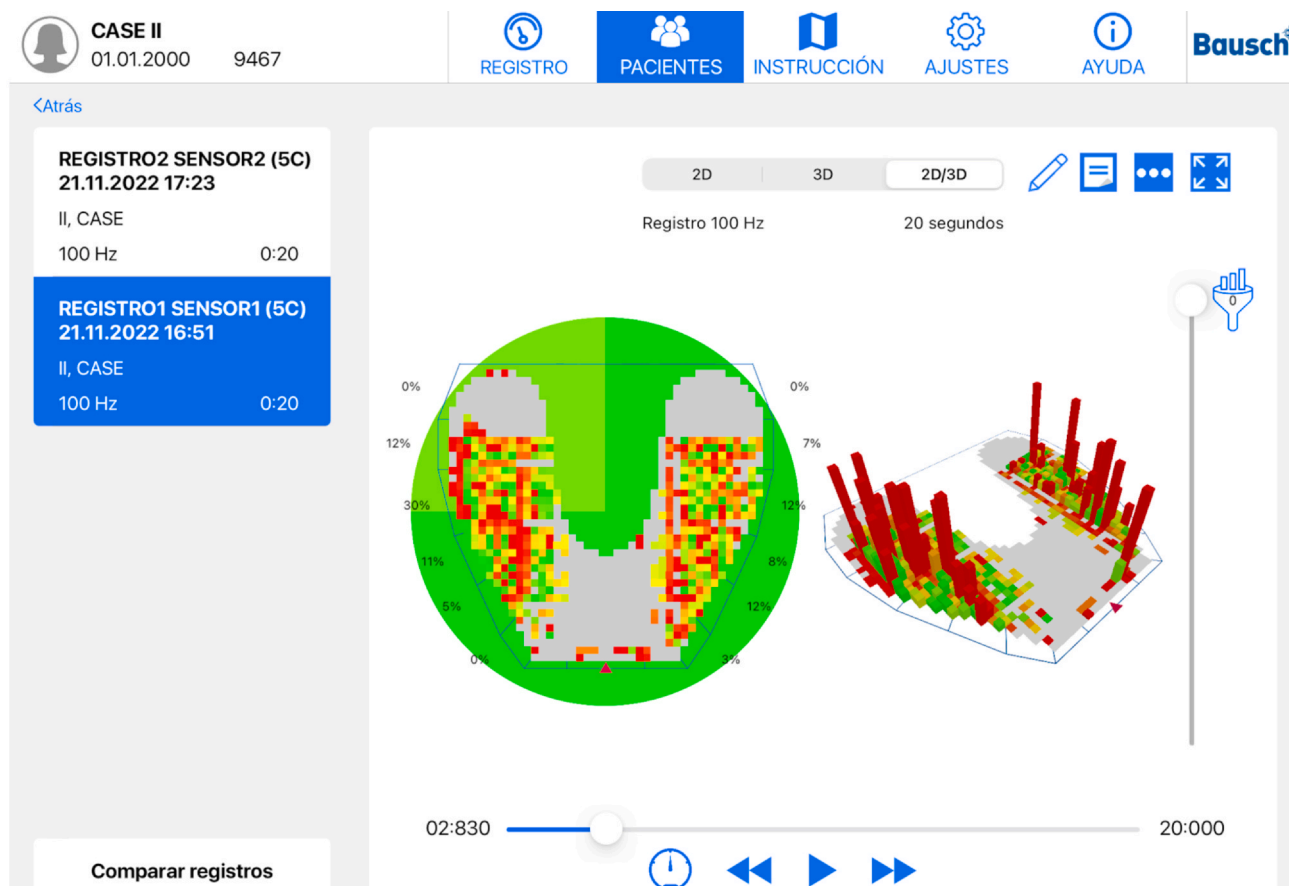 CASE II
01.01.2000 9467
REGISTRO
PACIENTES
INSTRUCCIÓN
AJUSTES
AYUDA
Bausch
Atrás
REGISTRO2 SENSOR2 (5C)
21.11.2022 17:23
II, CASE
100 Hz 0:20
REGISTRO1 SENSOR1 (5C)
21.11.2022 16:51
II, CASE
100 Hz 0:20
2D
3D
2D/3D
Registro 100 Hz
20 segundos
0
0%
0%
12%
7%
30%
12%
11%
8%
5%
12%
0%
3%
02:830
20:000
Comparar registros